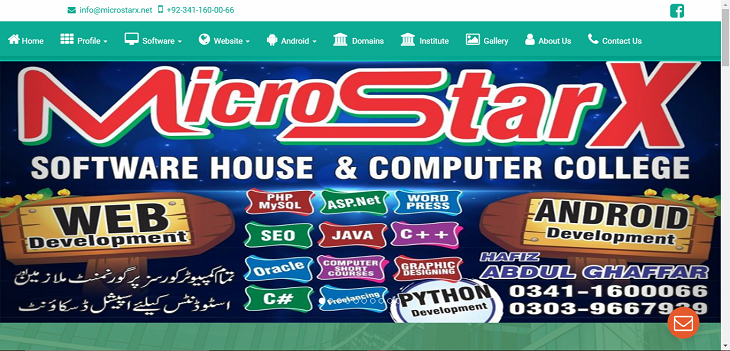 info@microstarx.net +92-341-160-00-66
Home Profile Software Website Android Domains Institute Gallery About Us Contact Us
MicroStarX
SOFTWARE HOUSE & COMPUTER COLLEGE
WEB
Development
PHP
MySQL
ASP.Net
WORD
PRESS
SEO
JAVA
C++
Oracle
COMPUTER
SHORT
COURSES
GRAPHIC
DESIGNING
C#
Freelancing
PYTHON
Development
ANDROID
Development
HAFIZ
ABDUL GHAFFAR
0341-1600066
0303-9667939
تمام کمپیوٹر کورسز پر گورنمنٹ ملازمین اور
اسٹوڈنٹس کیلئے اسپیشل ڈسکاؤنٹ